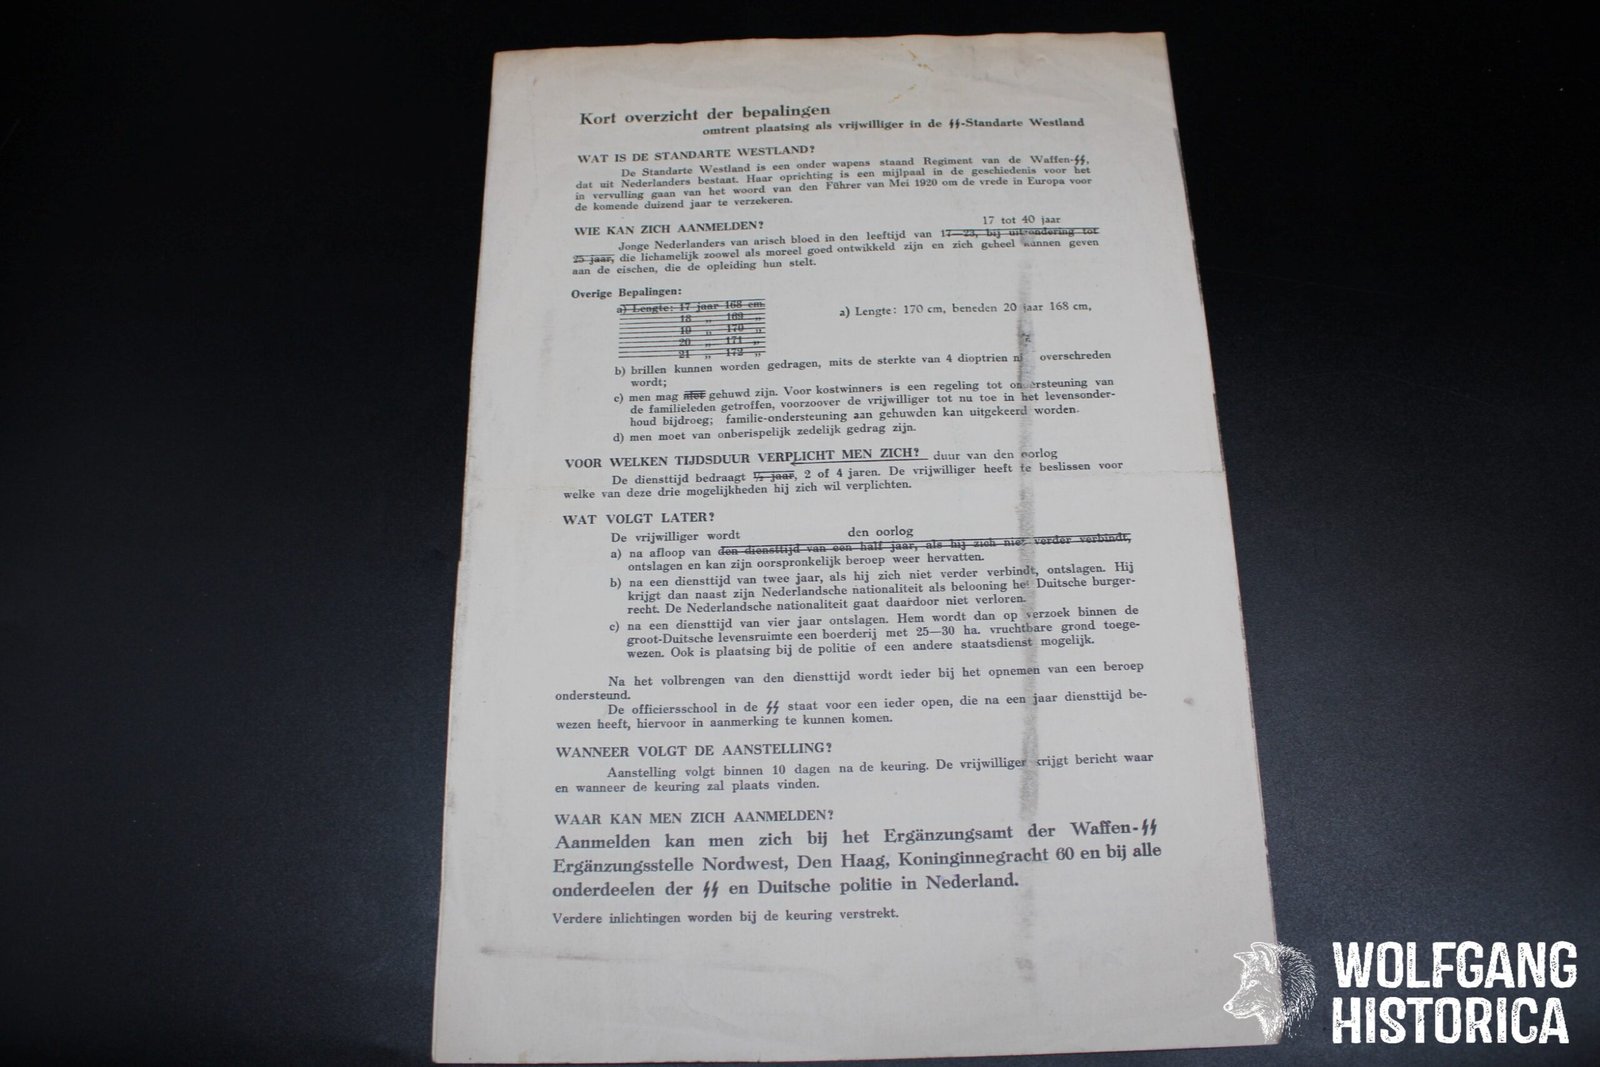 Kort overzicht der bepalingen
omtrent plaatsing als vrijwilliger in de ᛋᛋ-Standarte Westland
WAT IS DE STANDARTE WESTLAND?
De Standarte Westland is een onder wapens staand Regiment van de Waffen-ᛋᛋ,
dat uit Nederlanders bestaat. Haar oprichting is een mijlpaal in de geschiedenis voor het
in vervulling gaan van het woord van den Führer van Mei 1920 om de vrede in Europa voor
de komende duizend jaar te verzekeren.
WIE KAN ZICH AANMELDEN?
17 tot 40 jaar
Jonge Nederlanders van arisch bloed in den leeftijd van 17—23, bij uitzondering tot
25 jaar, die lichamelijk zoowel als moreel goed ontwikkeld zijn en zich geheel kunnen geven
aan de eischen, die de opleiding hun stelt.
Overige Bepalingen:
a) Lengte: 17 jaar 168 cm.
18 „ 169 „
19 „ 170 „
20 „ 171 „
21 „ 172 „
a) Lengte: 170 cm, beneden 20 jaar 168 cm,
b) brillen kunnen worden gedragen, mits de sterkte van 4 dioptrien overschreden
wordt;
c) men mag niet gehuwd zijn. Voor kostwinners is een regeling tot ondersteuning van
de familieleden getroffen, voorzoover de vrijwilliger tot nu toe in het levensonder-
houd bijdroeg; familie-ondersteuning aan gehuwden kan uitgekeerd worden.
d) men moet van onberispelijk zedelijk gedrag zijn.
VOOR WELKEN TIJDSDUUR VERPLICHT MEN ZICH? duur van den oorlog
De diensttijd bedraagt ½ jaar, 2 of 4 jaren. De vrijwilliger heeft te beslissen voor
welke van deze drie mogelijkheden hij zich wil verplichten.
WAT VOLGT LATER?
De vrijwilliger wordt den oorlog
a) na afloop van den diensttijd van een half jaar, als hij zich niet verder verbindt,
ontslagen en kan zijn oorspronkelijk beroep weer hervatten.
b) na een diensttijd van twee jaar, als hij zich niet verder verbindt, ontslagen. Hij
krijgt dan naast zijn Nederlandsche nationaliteit als belooning het Duitsche burger-
recht. De Nederlandsche nationaliteit gaat daardoor niet verloren.
c) na een diensttijd van vier jaar ontslagen. Hem wordt dan op verzoek binnen de
groot-Duitsche levensruimte een boerderij met 25—30 ha. vruchtbare grond toege-
wezen. Ook is plaatsing bij de politie of een andere staatsdienst mogelijk.
Na het volbrengen van den diensttijd wordt ieder bij het opnemen van een beroep
ondersteund.
De officiersschool in de ᛋᛋ staat voor een ieder open, die na een jaar diensttijd be-
wezen heeft, hiervoor in aanmerking te kunnen komen.
WANNEER VOLGT DE AANSTELLING?
Aanstelling volgt binnen 10 dagen na de keuring. De vrijwilliger krijgt bericht waar
en wanneer de keuring zal plaats vinden.
WAAR KAN MEN ZICH AANMELDEN?
Aanmelden kan men zich bij het Ergänzungsamt der Waffen-ᛋᛋ
Ergänzungsstelle Nordwest, Den Haag, Koninginnegracht 60 en bij alle
onderdeelen der ᛋᛋ en Duitsche politie in Nederland.
Verdere inlichtingen worden bij de keuring verstrekt.
WOLFGANG
HISTORICA